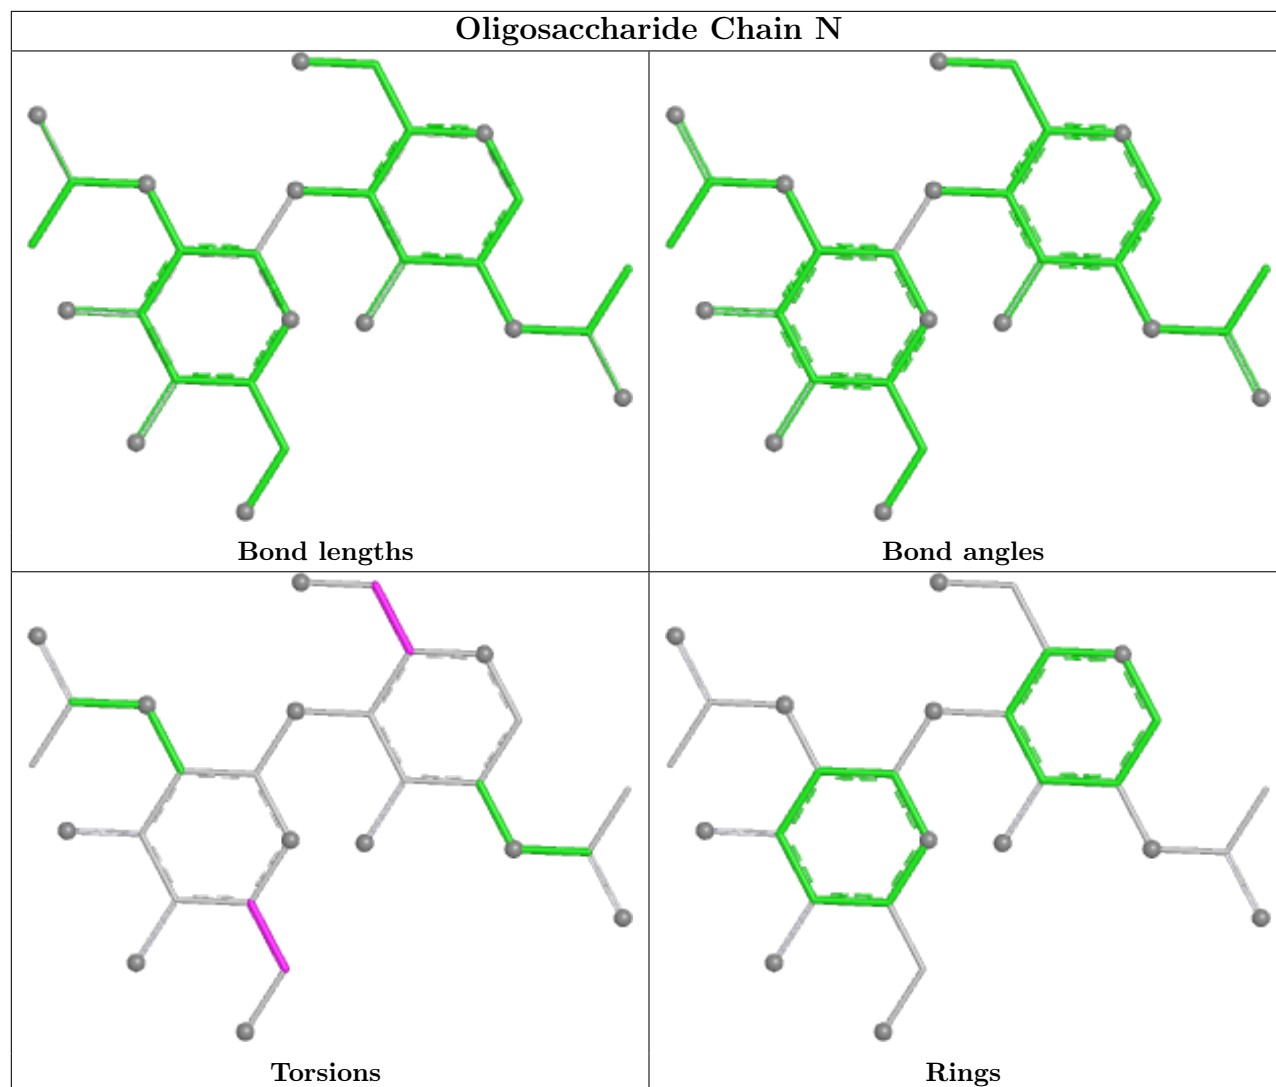 Oligosaccharide Chain N
Bond lengths
Bond angles
Torsions
Rings